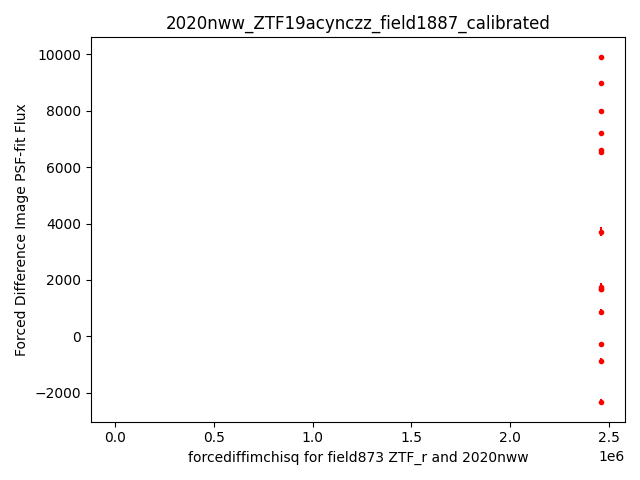 2020nww_ZTF19acynczz_field1887_calibrated
Forced Difference Image PSF-fit Flux
10000
8000
6000
4000
2000
0
−2000
0.0 0.5 1.0 1.5 2.0 2.5
1e6
forcediffimchisq for field873 ZTF_r and 2020nww